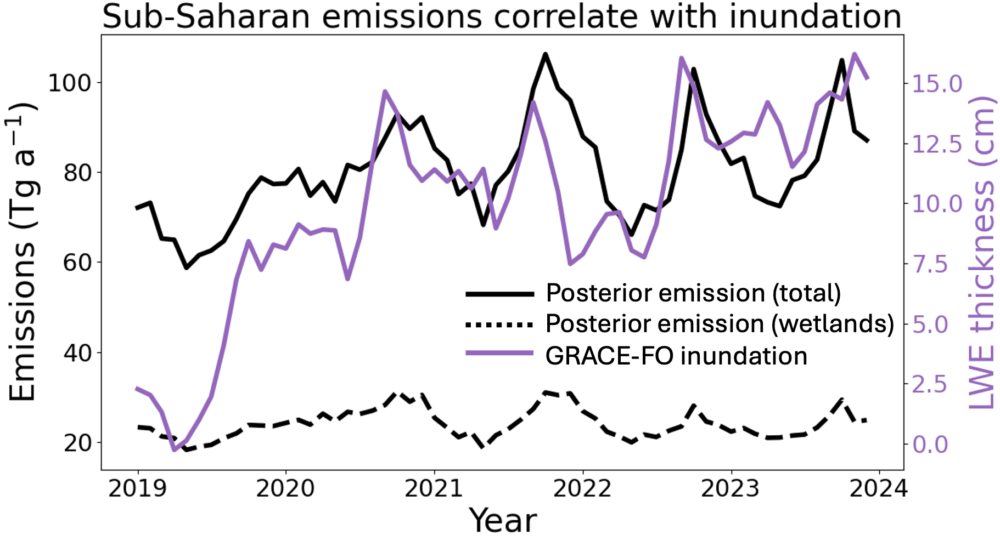 Sub-Saharan emissions correlate with inundation
Emissions (Tg a⁻¹)
100
80
60
40
20
15.0
12.5
10.0
7.5
5.0
2.5
0.0
LWE thickness (cm)
Posterior emission (total)
Posterior emission (wetlands)
GRACE-FO inundation
2019 2020 2021 2022 2023 2024
Year